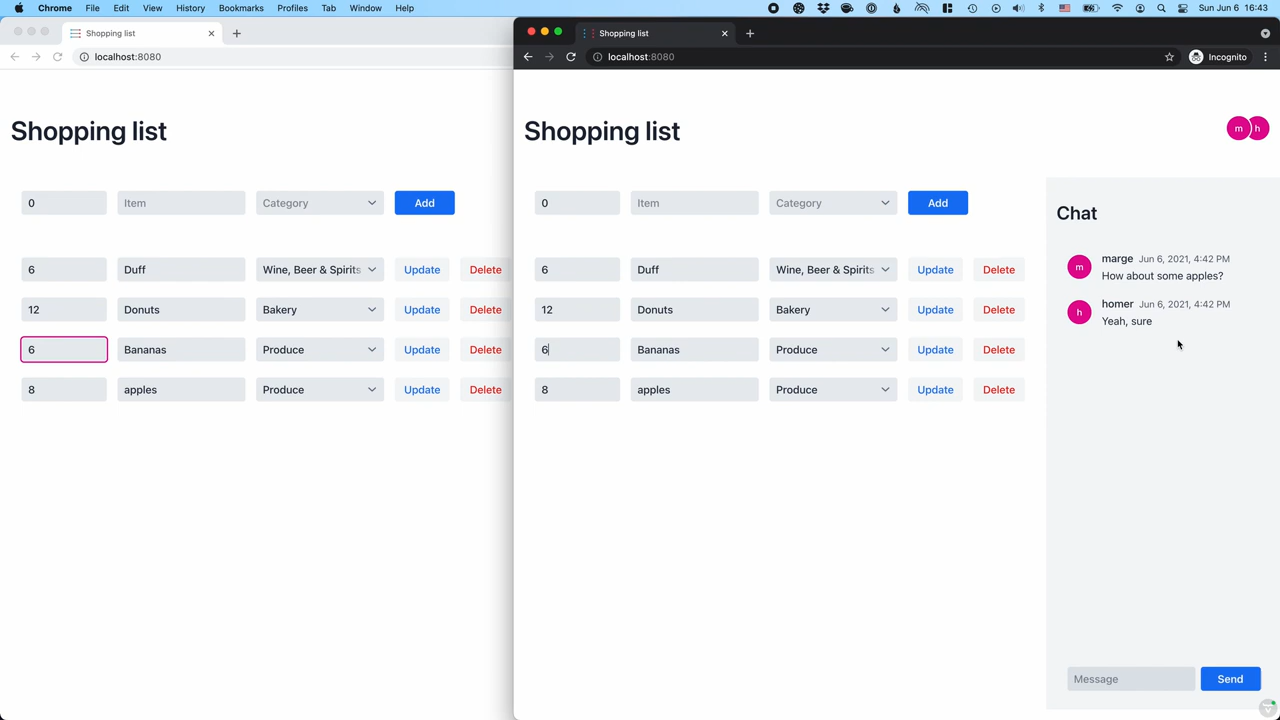 Chrome File Edit View History Bookmarks Profiles Tab Window Help Sun Jun 6 16:43
Shopping list
localhost:8080
Shopping list
0 Item Category Add
6 Duff Wine, Beer & Spirits Update Delete
12 Donuts Bakery Update Delete
6 Bananas Produce Update Delete
8 apples Produce Update Delete
Shopping list
localhost:8080 Incognito
Shopping list m h
0 Item Category Add
6 Duff Wine, Beer & Spirits Update Delete
12 Donuts Bakery Update Delete
6 Bananas Produce Update Delete
8 apples Produce Update Delete
Chat
m marge Jun 6, 2021, 4:42 PM
How about some apples?
h homer Jun 6, 2021, 4:42 PM
Yeah, sure
Message Send